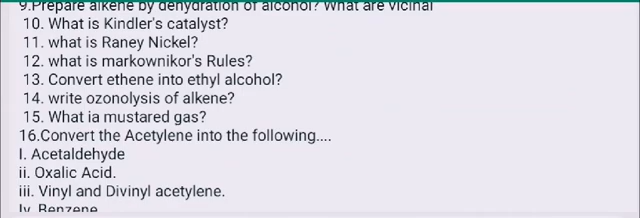 9.Prepare alkene by dehydration of alcohol? What are vicinal
10. What is Kindler's catalyst?
11. what is Raney Nickel?
12. what is markownikor's Rules?
13. Convert ethene into ethyl alcohol?
14. write ozonolysis of alkene?
15. What ia mustared gas?
16.Convert the Acetylene into the following....
I. Acetaldehyde
ii. Oxalic Acid.
iii. Vinyl and Divinyl acetylene.
Iv. Benzene